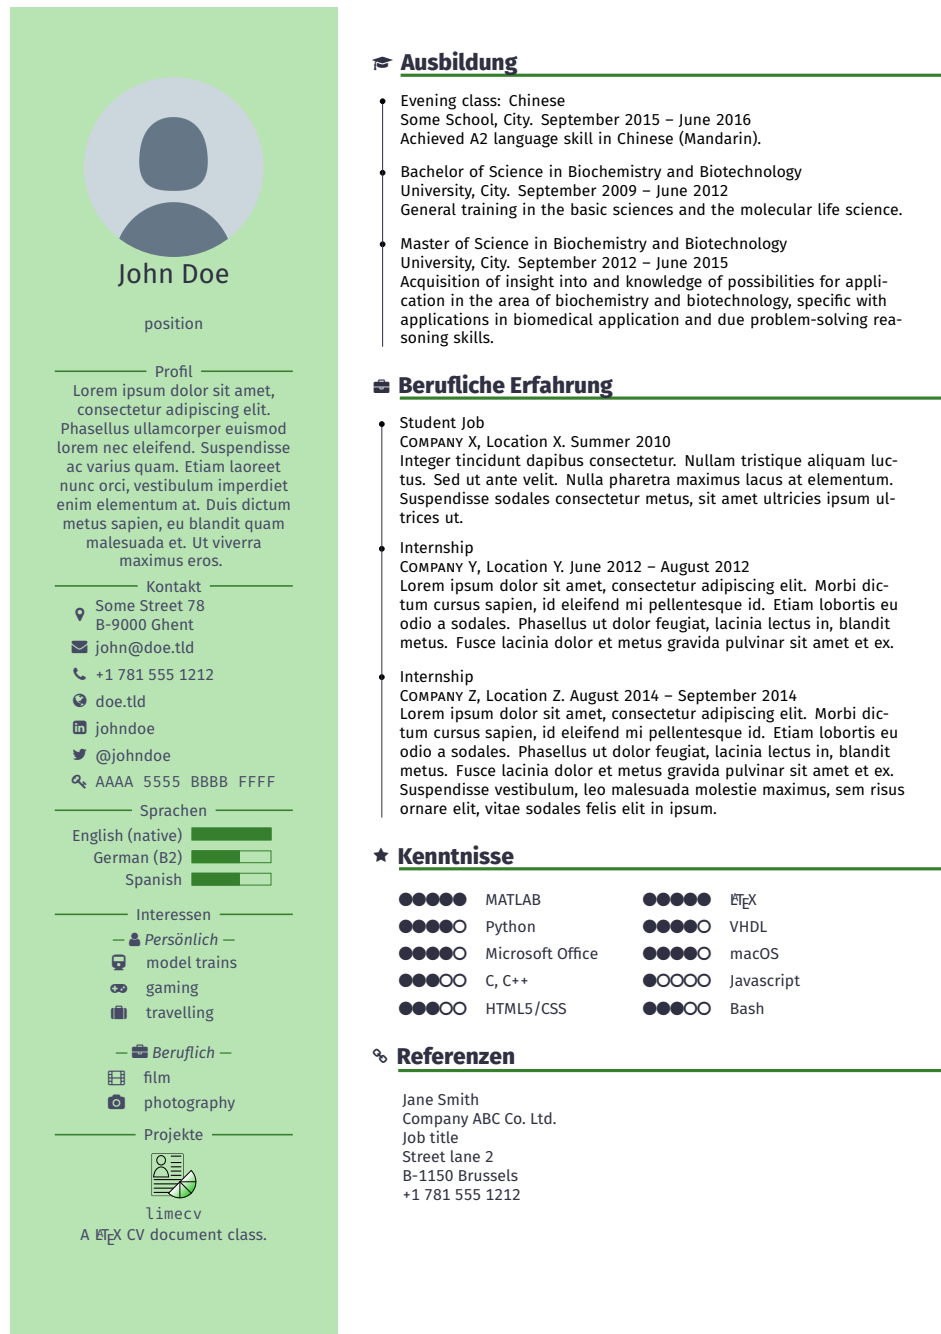 John Doe
position
Profil
Lorem ipsum dolor sit amet,
consectetur adipiscing elit.
Phasellus ullamcorper euismod
lorem nec eleifend. Suspendisse
ac varius quam. Etiam laoreet
nunc orci, vestibulum imperdiet
enim elementum at. Duis dictum
metus sapien, eu blandit quam
malesuada et. Ut viverra
maximus eros.
Kontakt
Some Street 78
B-9000 Ghent
john@doe.tld
+1 781 555 1212
doe.tld
johndoe
@johndoe
AAAA 5555 BBBB FFFF
Sprachen
English (native)
German (B2)
Spanish
Interessen
— Persönlich —
model trains
gaming
travelling
— Beruflich —
film
photography
Projekte
limecv
A LATEX CV document class.
Ausbildung
Evening class: Chinese
Some School, City. September 2015 – June 2016
Achieved A2 language skill in Chinese (Mandarin).
Bachelor of Science in Biochemistry and Biotechnology
University, City. September 2009 – June 2012
General training in the basic sciences and the molecular life science.
Master of Science in Biochemistry and Biotechnology
University, City. September 2012 – June 2015
Acquisition of insight into and knowledge of possibilities for appli-
cation in the area of biochemistry and biotechnology, specific with
applications in biomedical application and due problem-solving rea-
soning skills.
Berufliche Erfahrung
Student Job
Company X, Location X. Summer 2010
Integer tincidunt dapibus consectetur. Nullam tristique aliquam luc-
tus. Sed ut ante velit. Nulla pharetra maximus lacus at elementum.
Suspendisse sodales consectetur metus, sit amet ultricies ipsum ul-
trices ut.
Internship
Company Y, Location Y. June 2012 – August 2012
Lorem ipsum dolor sit amet, consectetur adipiscing elit. Morbi dic-
tum cursus sapien, id eleifend mi pellentesque id. Etiam lobortis eu
odio a sodales. Phasellus ut dolor feugiat, lacinia lectus in, blandit
metus. Fusce lacinia dolor et metus gravida pulvinar sit amet et ex.
Internship
Company Z, Location Z. August 2014 – September 2014
Lorem ipsum dolor sit amet, consectetur adipiscing elit. Morbi dic-
tum cursus sapien, id eleifend mi pellentesque id. Etiam lobortis eu
odio a sodales. Phasellus ut dolor feugiat, lacinia lectus in, blandit
metus. Fusce lacinia dolor et metus gravida pulvinar sit amet et ex.
Suspendisse vestibulum, leo malesuada molestie maximus, sem risus
ornare elit, vitae sodales felis elit in ipsum.
Kenntnisse
MATLAB LATEX
Python VHDL
Microsoft Office macOS
C, C++ Javascript
HTML5/CSS Bash
Referenzen
Jane Smith
Company ABC Co. Ltd.
Job title
Street lane 2
B-1150 Brussels
+1 781 555 1212